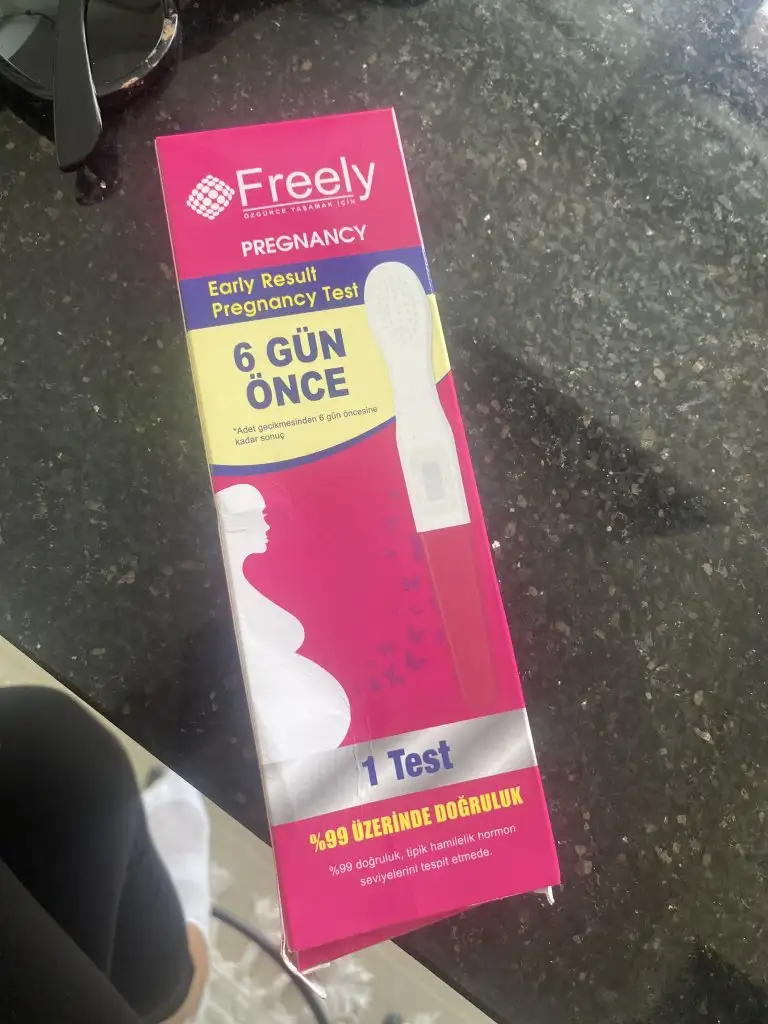 Freely
ÖZGÜNCE YAŞAMAK İÇİN
PREGNANCY
Early Result
Pregnancy Test
6 GÜN
ÖNCE
*Adet gecikmesinden 6 gün öncesine
kadar sonuç
1 Test
%99 ÜZERİNDE DOĞRULUK
%99 doğruluk, tipik hamilelik hormon
seviyelerini tespit etmede.